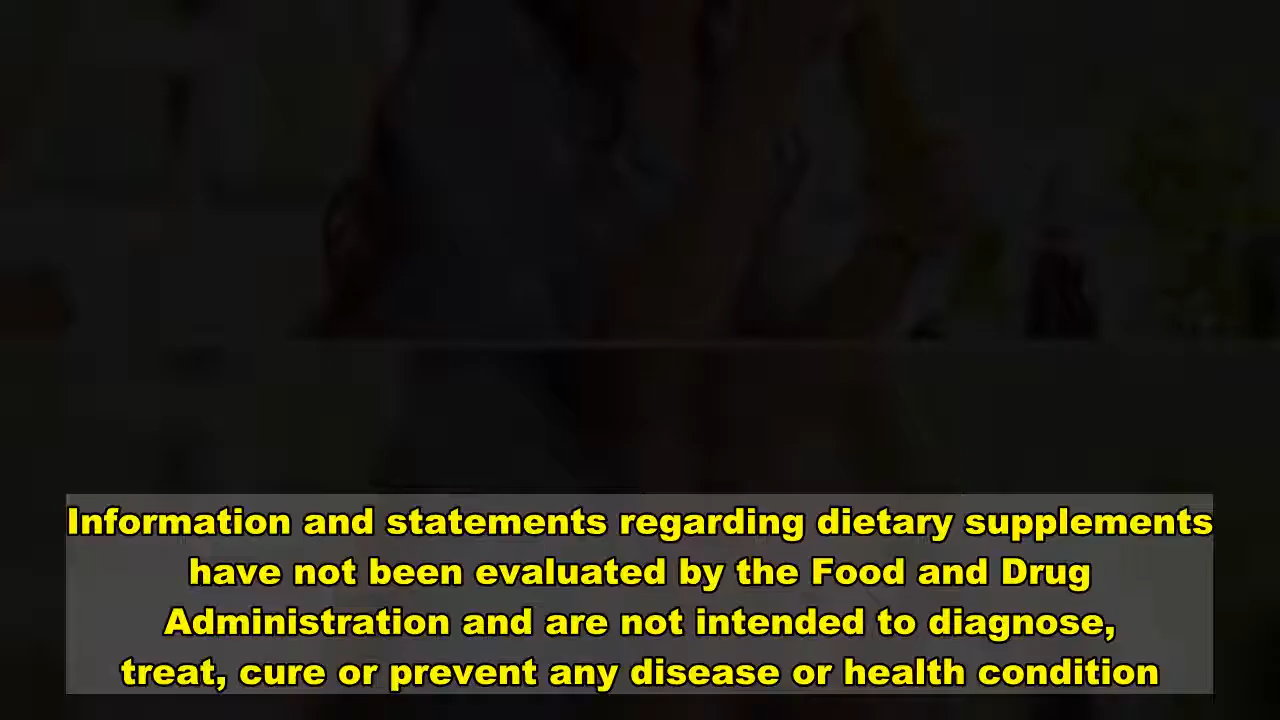 Information and statements regarding dietary supplements
have not been evaluated by the Food and Drug
Administration and are not intended to diagnose,
treat, cure or prevent any disease or health condition